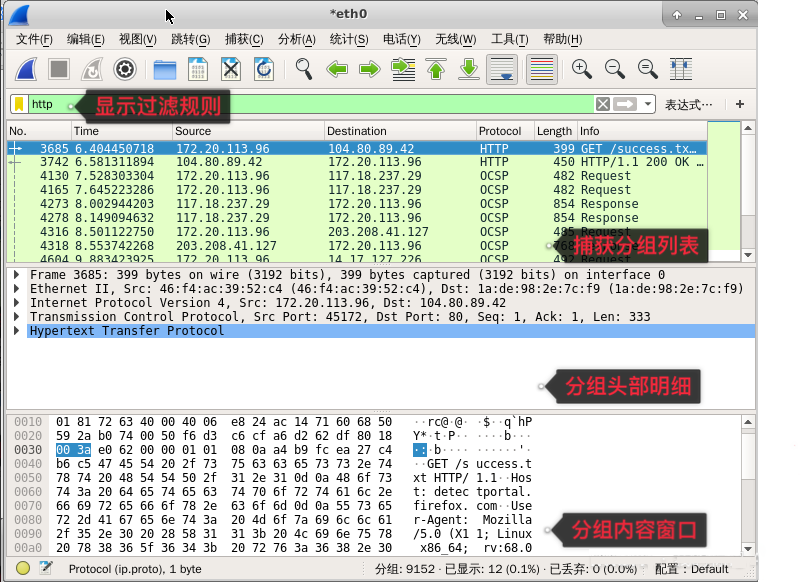 *eth0
文件(F) 编辑(E) 视图(V) 跳转(G) 捕获(C) 分析(A) 统计(S) 电话(Y) 无线(W) 工具(T) 帮助(H)
http 显示过滤规则 表达式… +
No. Time Source Destination Protocol Length Info
3685 6.404450718 172.20.113.96 104.80.89.42 HTTP 399 GET /success.tx…
3742 6.581311894 104.80.89.42 172.20.113.96 HTTP 450 HTTP/1.1 200 OK …
4130 7.528303304 172.20.113.96 117.18.237.29 OCSP 482 Request
4165 7.645223286 172.20.113.96 117.18.237.29 OCSP 482 Request
4273 8.002944203 117.18.237.29 172.20.113.96 OCSP 854 Response
4278 8.149094632 117.18.237.29 172.20.113.96 OCSP 854 Response
4316 8.501112550 172.20.113.96 203.208.41.127 OCSP 485 Request
4318 8.553742750 203.208.41.127 172.20.113.96 OCSP 768
捕获分组列表
4604 9.883423925 172.20.113.96 14.17.127.226 OCSP 492 Request
Frame 3685: 399 bytes on wire (3192 bits), 399 bytes captured (3192 bits) on interface 0
Ethernet II, Src: 46:f4:ac:39:52:c4 (46:f4:ac:39:52:c4), Dst: 1a:de:98:2e:7c:f9 (1a:de:98:2e:7c:f9)
Internet Protocol Version 4, Src: 172.20.113.96, Dst: 104.80.89.42
Transmission Control Protocol, Src Port: 45172, Dst Port: 80, Seq: 1, Ack: 1, Len: 333
Hypertext Transfer Protocol
分组头部明细
0010 01 81 72 63 40 00 40 06 e8 24 ac 14 71 60 68 50 ··rc@·@· ·$··q`hP
0020 59 2a b0 74 00 50 f6 d3 c6 cf a6 d2 62 df 80 18 Y*·t·P·· ····b···
0030 00 3a e0 62 00 00 01 01 08 0a a4 b9 fc ea 27 c4 ·:·b···· ······'·
0040 b6 c5 47 45 54 20 2f 73 75 63 63 65 73 73 2e 74 ··GET /s uccess.t
0050 78 74 20 48 54 54 50 2f 31 2e 31 0d 0a 48 6f 73 xt HTTP/ 1.1··Hos
0060 74 3a 20 64 65 74 65 63 74 70 6f 72 74 61 6c 2e t: detec tportal.
0070 66 69 72 65 66 6f 78 2e 63 6f 6d 0d 0a 55 73 65 firefox. com··Use
0080 72 2d 41 67 65 6e 74 3a 20 4d 6f 7a 69 6c 6c 61 r-Agent: Mozilla
0090 2f 35 2e 30 20 28 58 31 31 3b 20 4c 69 6e 75 78 /5.0 (X1 1; Linux
00a0 20 78 38 36 5f 36 34 3b 20 72 76 3a 36 38 2e 30 x86_64; rv:68.0
分组内容窗口
Protocol (ip.proto), 1 byte 分组: 9152 · 已显示: 12 (0.1%) · 已丢弃: 0 (0.0%) 配置：Default